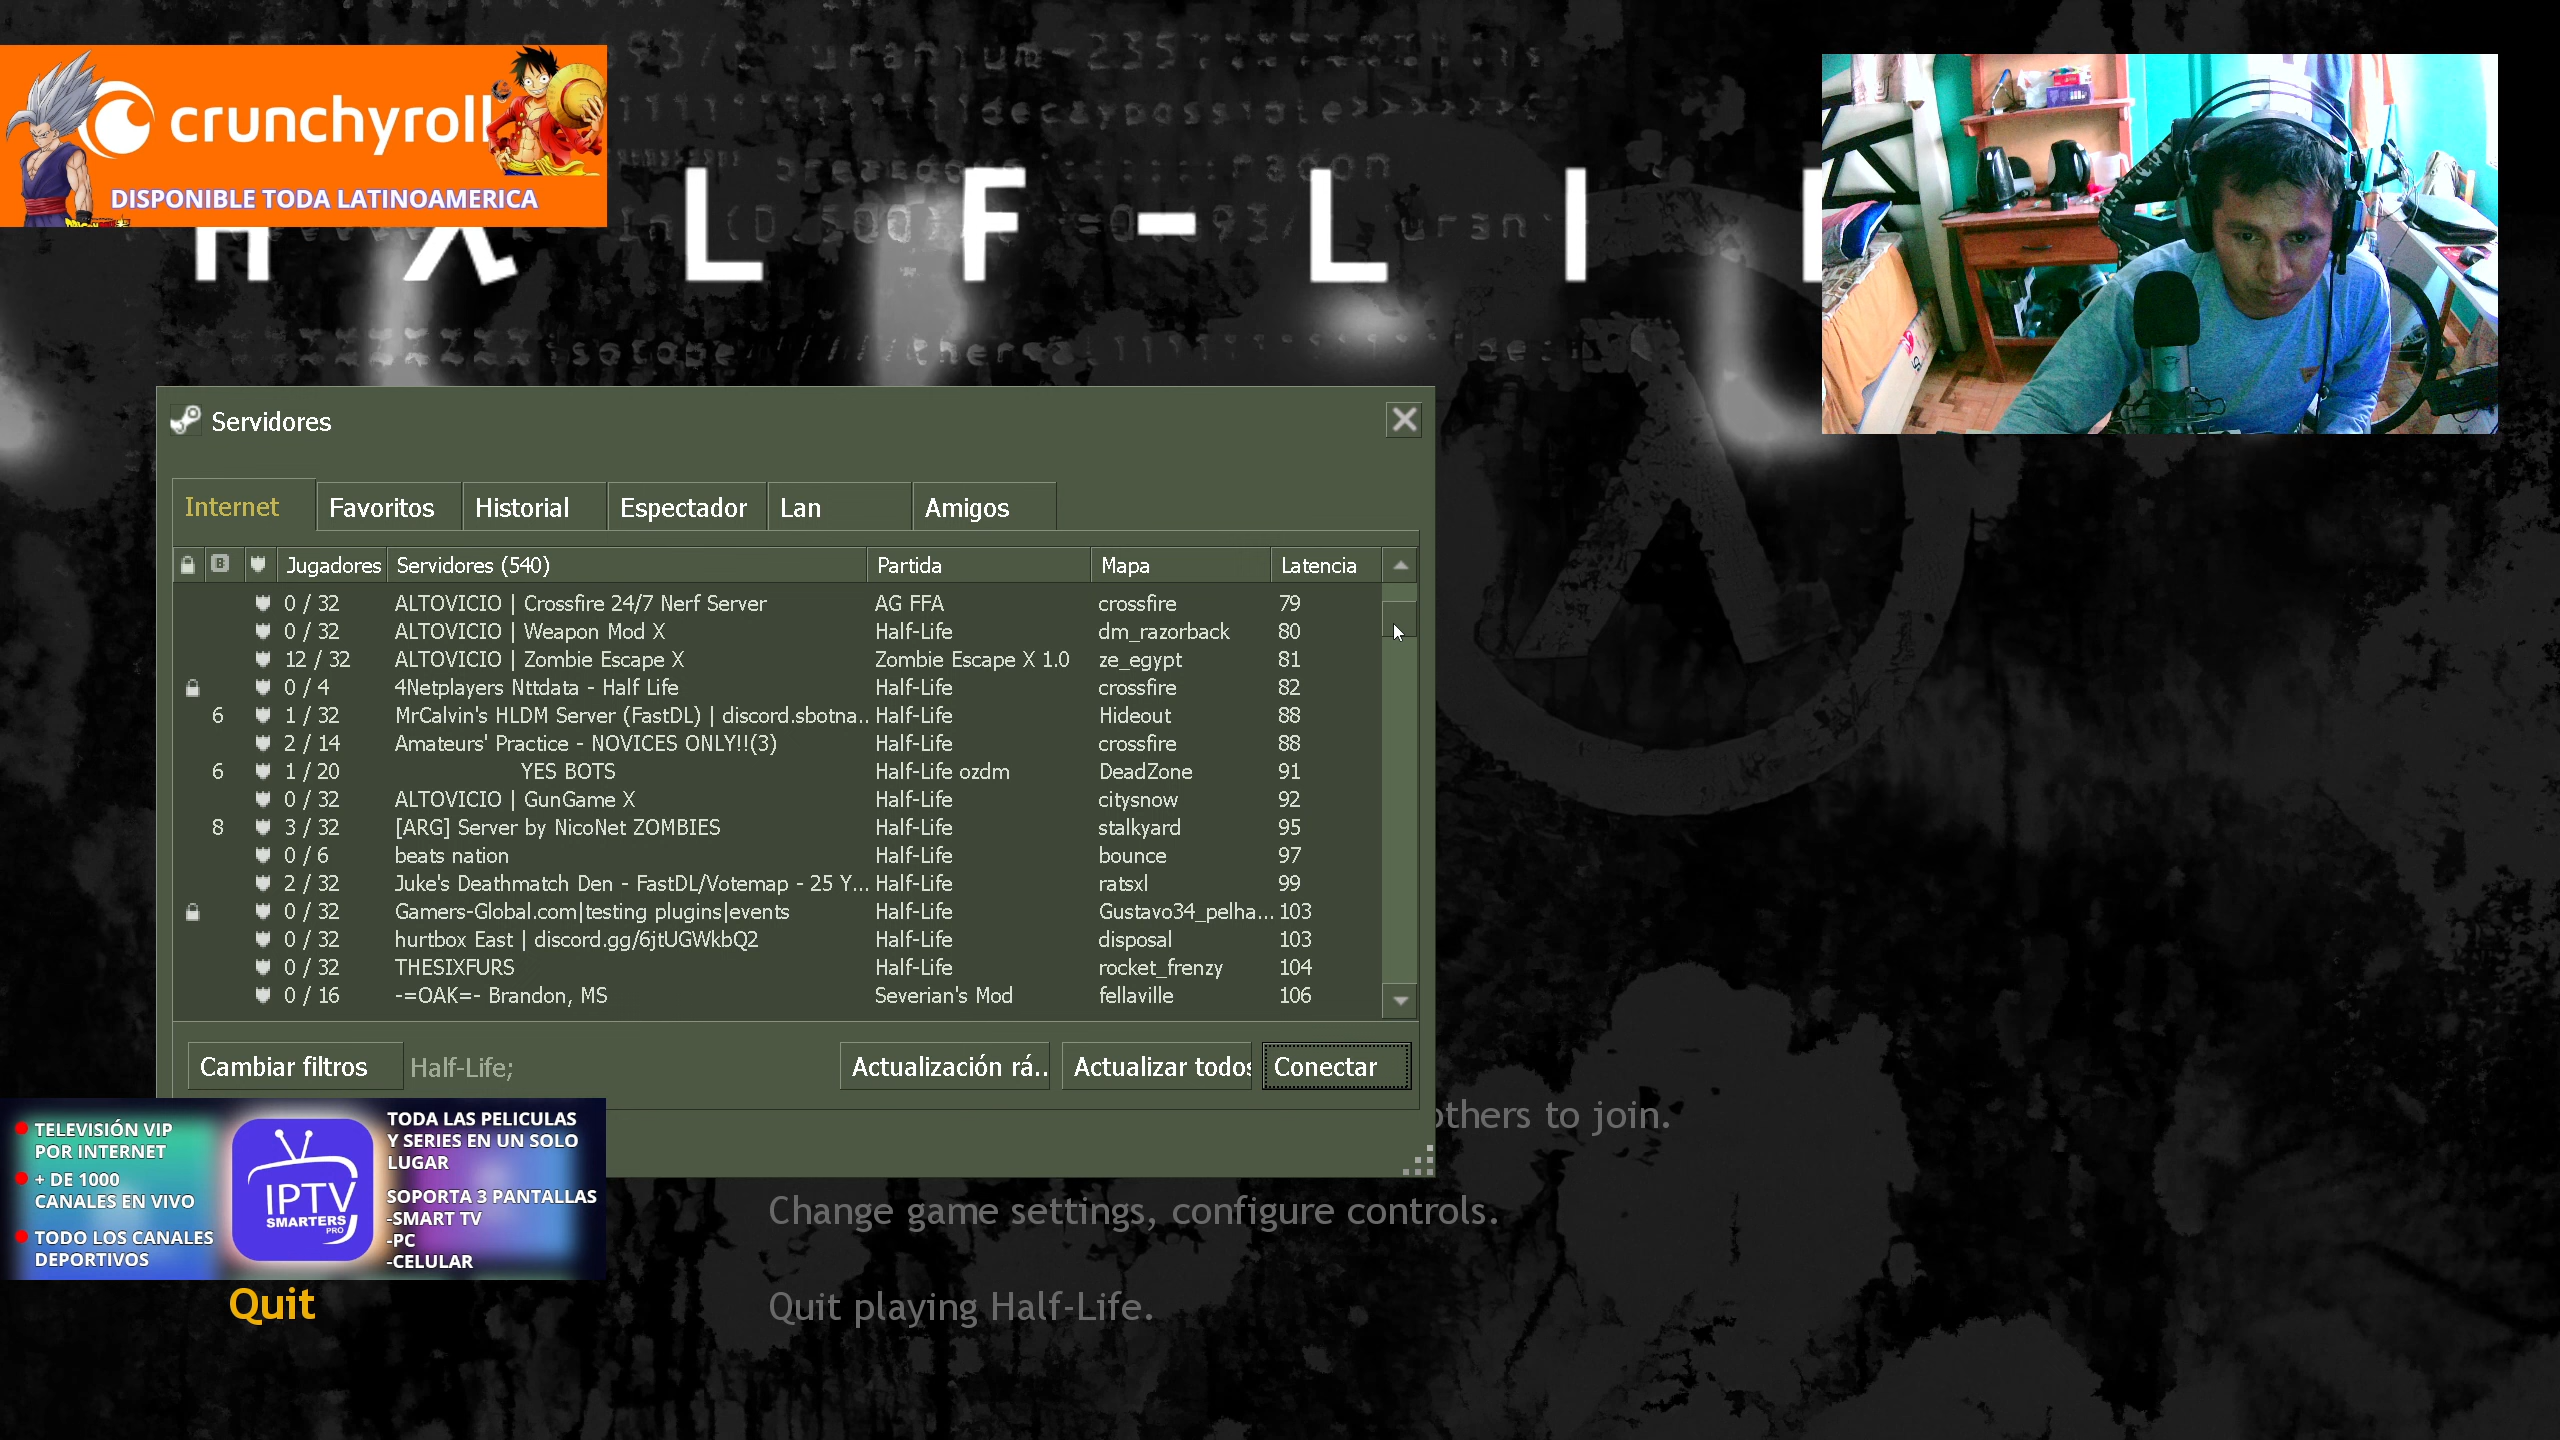 crunchyroll
DISPONIBLE TODA LATINOAMERICA
H λ L F - L I
Servidores
Internet Favoritos Historial Espectador Lan Amigos
B Jugadores Servidores (540) Partida Mapa Latencia
0 / 32 ALTOVICIO | Crossfire 24/7 Nerf Server AG FFA crossfire 79
0 / 32 ALTOVICIO | Weapon Mod X Half-Life dm_razorback 80
12 / 32 ALTOVICIO | Zombie Escape X Zombie Escape X 1.0 ze_egypt 81
0 / 4 4Netplayers Nttdata - Half Life Half-Life crossfire 82
6 1 / 32 MrCalvin's HLDM Server (FastDL) | discord.sbotna.. Half-Life Hideout 88
2 / 14 Amateurs' Practice - NOVICES ONLY!!(3) Half-Life crossfire 88
6 1 / 20 YES BOTS Half-Life ozdm DeadZone 91
0 / 32 ALTOVICIO | GunGame X Half-Life citysnow 92
8 3 / 32 [ARG] Server by NicoNet ZOMBIES Half-Life stalkyard 95
0 / 6 beats nation Half-Life bounce 97
2 / 32 Juke's Deathmatch Den - FastDL/Votemap - 25 Y... Half-Life ratsxl 99
0 / 32 Gamers-Global.com|testing plugins|events Half-Life Gustavo34_pelha... 103
0 / 32 hurtbox East | discord.gg/6jtUGWkbQ2 Half-Life disposal 103
0 / 32 THESIXFURS Half-Life rocket_frenzy 104
0 / 16 -=OAK=- Brandon, MS Severian's Mod fellaville 106
Cambiar filtros Half-Life; Actualización rá.. Actualizar todos Conectar
others to join.
TELEVISIÓN VIP
POR INTERNET
+ DE 1000
CANALES EN VIVO
TODO LOS CANALES
DEPORTIVOS
IPTV
SMARTERS
PRO
TODA LAS PELICULAS
Y SERIES EN UN SOLO
LUGAR
SOPORTA 3 PANTALLAS
-SMART TV
-PC
-CELULAR
Change game settings, configure controls.
Quit Quit playing Half-Life.